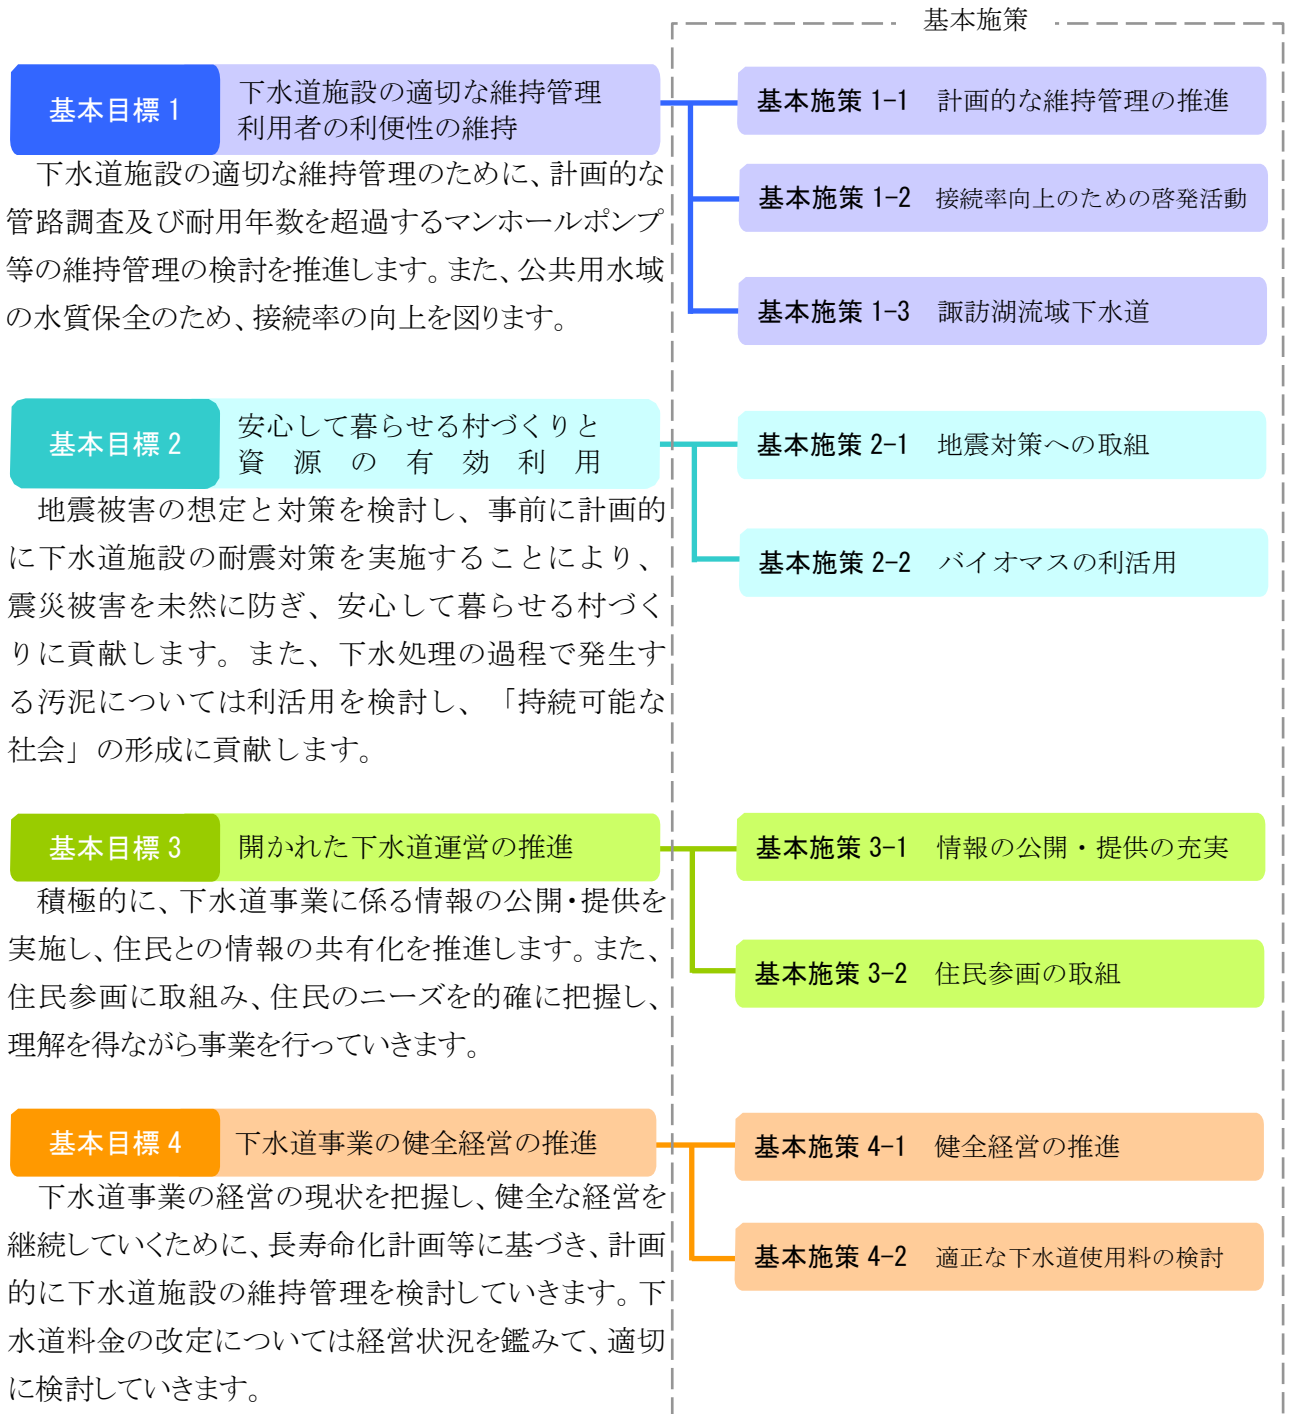 基本施策
基本目標 1
下水道施設の適切な維持管理
利用者の利便性の維持
下水道施設の適切な維持管理のために、計画的な
管路調査及び耐用年数を超過するマンホールポンプ
等の維持管理の検討を推進します。また、公共用水域
の水質保全のため、接続率の向上を図ります。
基本施策 1-1 計画的な維持管理の推進
基本施策 1-2 接続率向上のための啓発活動
基本施策 1-3 諏訪湖流域下水道
基本目標 2
安心して暮らせる村づくりと
資源の有効利用
地震被害の想定と対策を検討し、事前に計画的
に下水道施設の耐震対策を実施することにより、
震災被害を未然に防ぎ、安心して暮らせる村づく
りに貢献します。また、下水処理の過程で発生す
る汚泥については利活用を検討し、「持続可能な
社会」の形成に貢献します。
基本施策 2-1 地震対策への取組
基本施策 2-2 バイオマスの利活用
基本目標 3
開かれた下水道運営の推進
積極的に、下水道事業に係る情報の公開・提供を
実施し、住民との情報の共有化を推進します。また、
住民参画に取組み、住民のニーズを的確に把握し、
理解を得ながら事業を行っていきます。
基本施策 3-1 情報の公開・提供の充実
基本施策 3-2 住民参画の取組
基本目標 4
下水道事業の健全経営の推進
下水道事業の経営の現状を把握し、健全な経営を
継続していくために、長寿命化計画等に基づき、計画
的に下水道施設の維持管理を検討していきます。下
水道料金の改定については経営状況を鑑みて、適切
に検討していきます。
基本施策 4-1 健全経営の推進
基本施策 4-2 適正な下水道使用料の検討